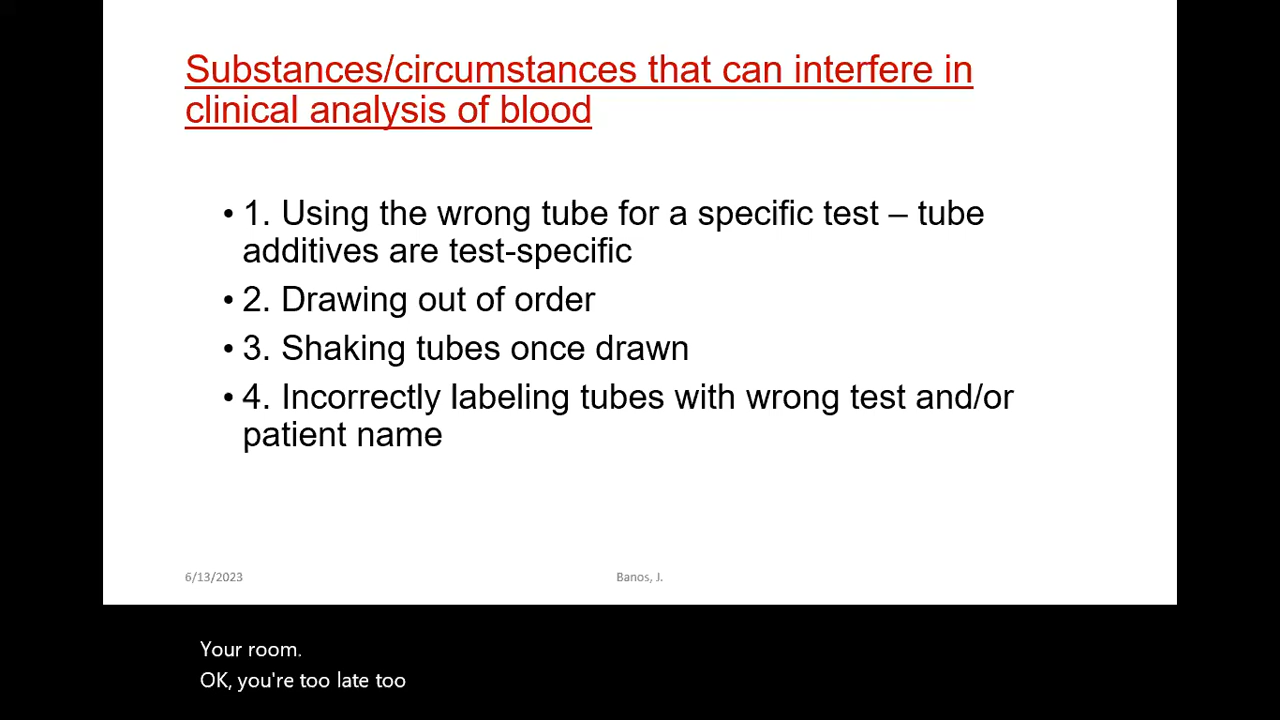 Substances/circumstances that can interfere in
clinical analysis of blood
• 1. Using the wrong tube for a specific test – tube
additives are test-specific
• 2. Drawing out of order
• 3. Shaking tubes once drawn
• 4. Incorrectly labeling tubes with wrong test and/or
patient name
6/13/2023
Banos, J.
Your room.
OK, you're too late too